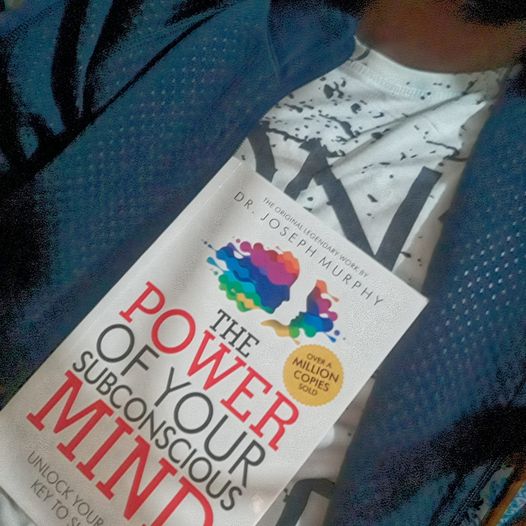 THE ORIGINAL LEGENDARY WORK BY
DR. JOSEPH MURPHY
THE
POWER
OF YOUR
SUBCONSCIOUS
MIND
OVER A
MILLION
COPIES
SOLD
UNLOCK YOUR
KEY TO